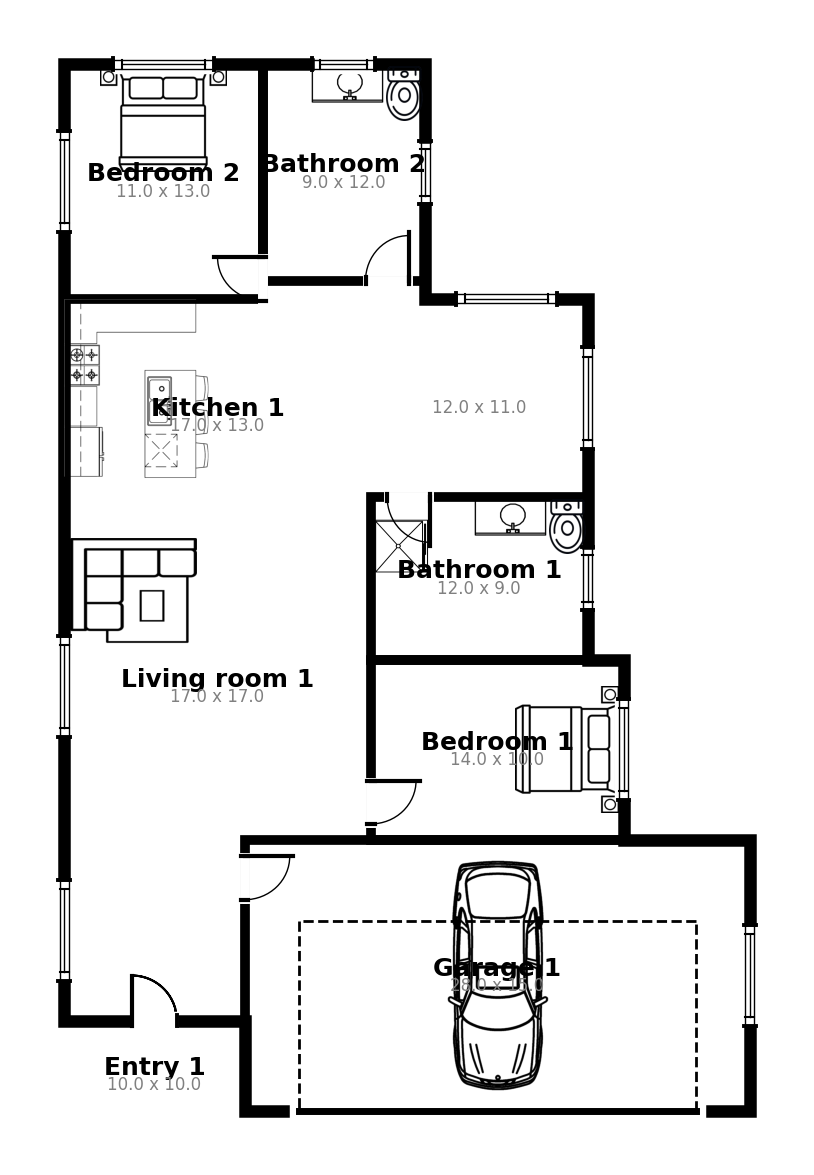 Bedroom 2
11.0 x 13.0
Bathroom 2
9.0 x 12.0
Kitchen 1
17.0 x 13.0
12.0 x 11.0
Bathroom 1
12.0 x 9.0
Living room 1
17.0 x 17.0
Bedroom 1
14.0 x 10.0
Garage 1
28.0 x 15.0
Entry 1
10.0 x 10.0